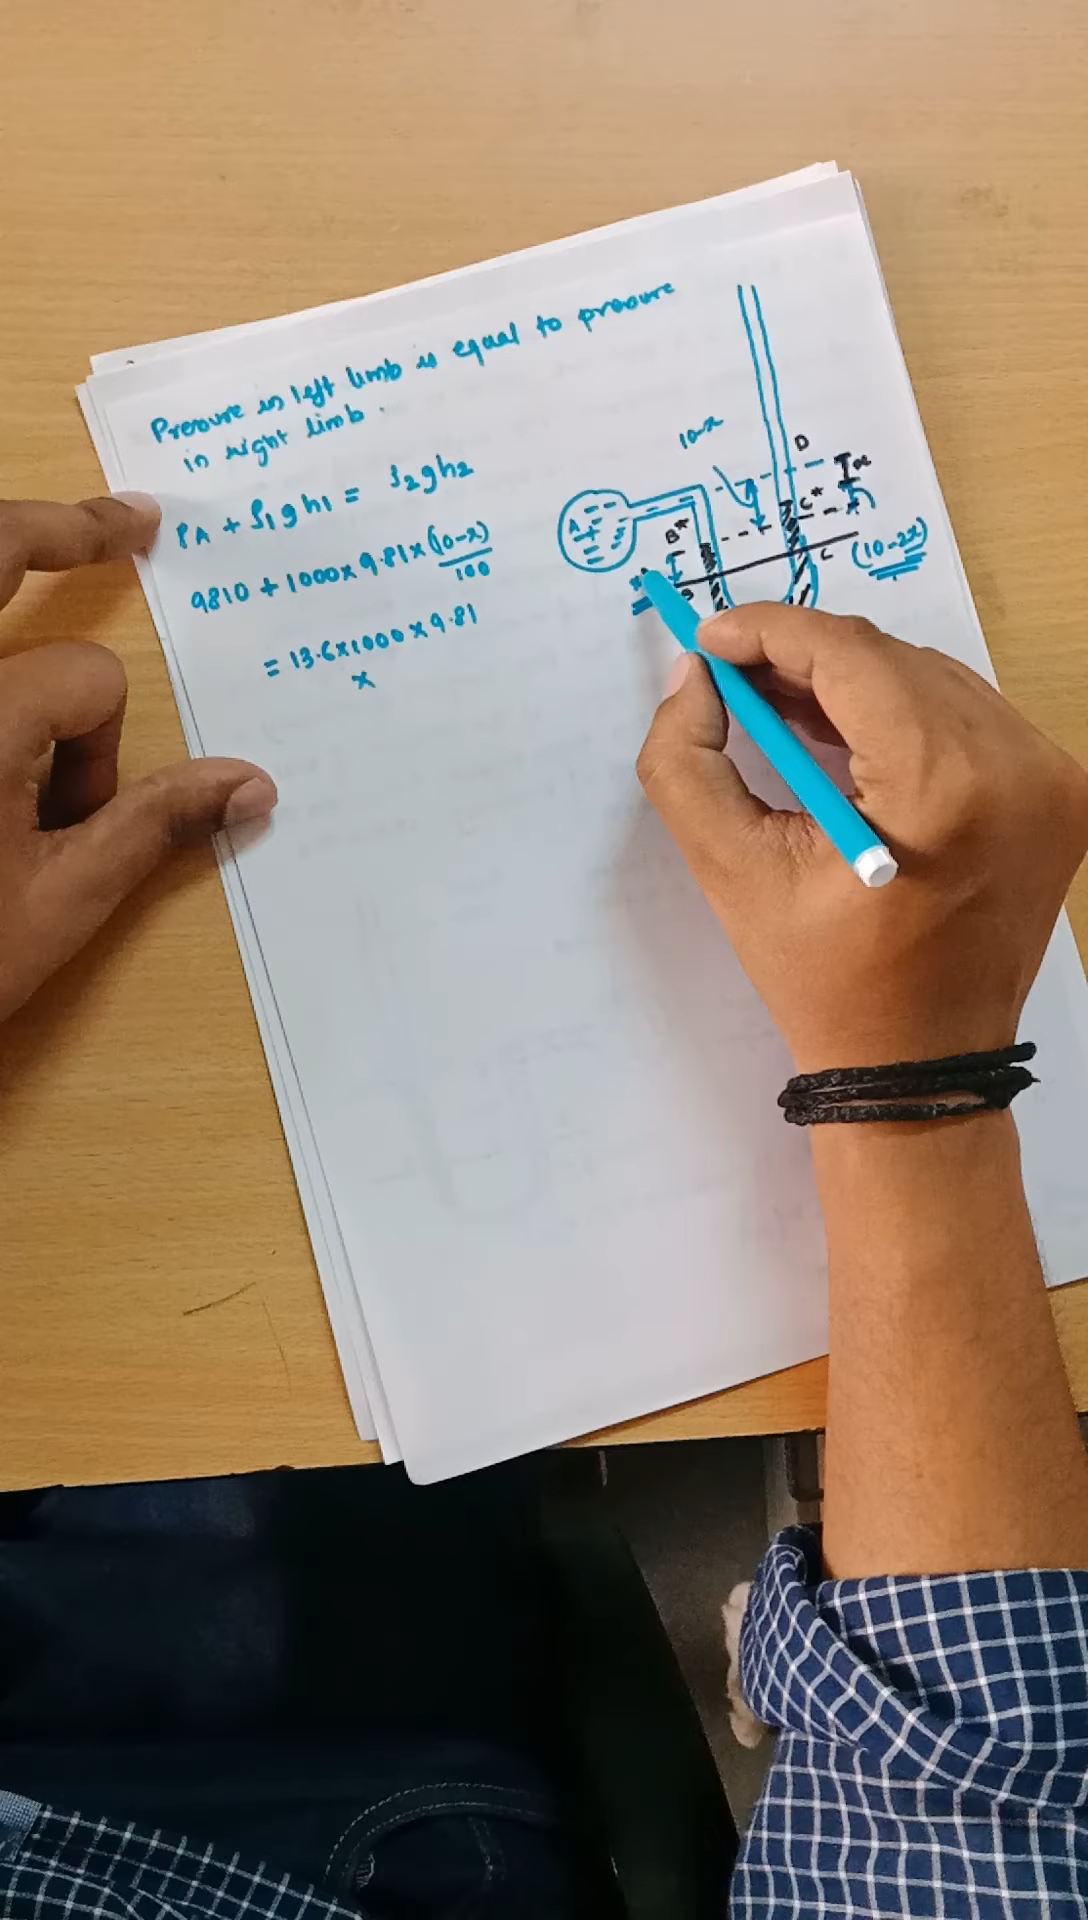 Pressure in left limb is equal to pressure
in right limb.
PA + ρ1gh1 = ρ2gh2
9810 + 1000×9.81×(10-x)
100
= 13.6×1000×9.81
×
10-x
D
x
A
B*
C*
C
(10-2x)